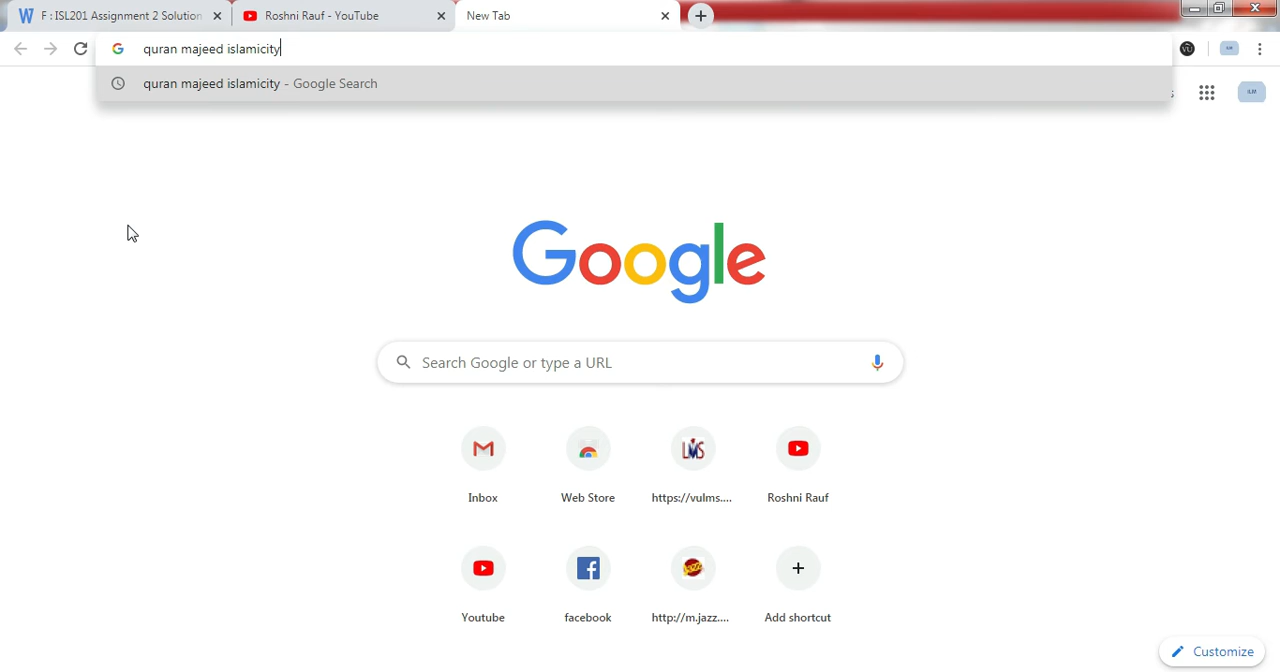 F : ISL201 Assignment 2 Solution
Roshni Rauf - YouTube
New Tab
quran majeed islamicity
quran majeed islamicity - Google Search
Google
Search Google or type a URL
Inbox
Web Store
https://vulms....
Roshni Rauf
Youtube
facebook
http://m.jazz....
Add shortcut
Customize